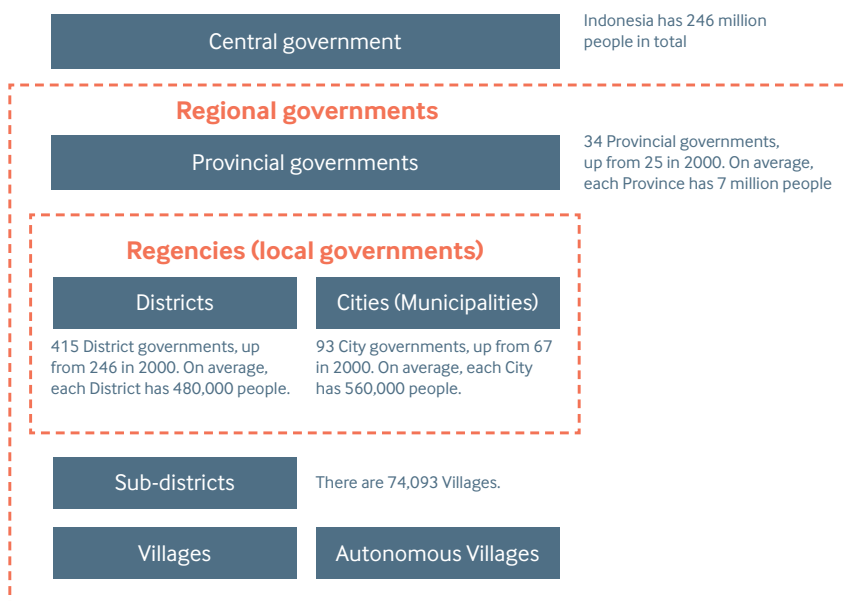 Central government
Indonesia has 246 million
people in total
Regional governments
Provincial governments
34 Provincial governments,
up from 25 in 2000. On average,
each Province has 7 million people
Regencies (local governments)
Districts
Cities (Municipalities)
415 District governments, up
from 246 in 2000. On average,
each District has 480,000 people.
93 City governments, up from 67
in 2000. On average, each City
has 560,000 people.
Sub-districts
There are 74,093 Villages.
Villages
Autonomous Villages